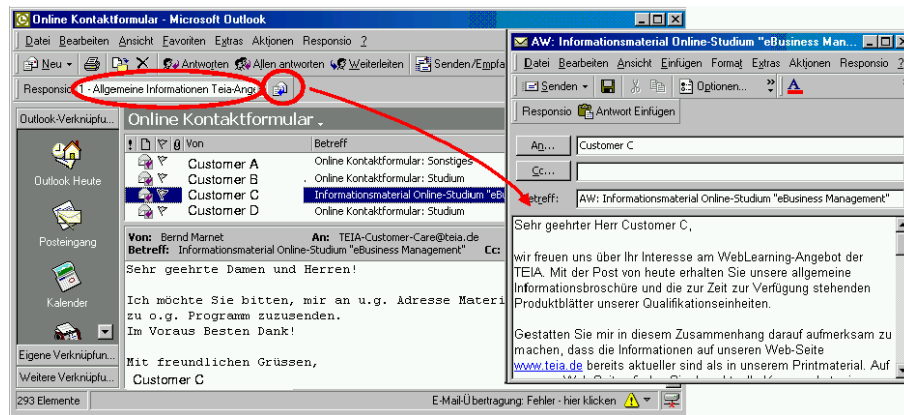 Online Kontaktformular - Microsoft Outlook
Datei Bearbeiten Ansicht Favoriten Extras Aktionen Responsio ?
Neu Antworten Allen antworten Weiterleiten Senden/Empfa
Responsio 1 - Allgemeine Informationen Teia-Ange
Outlook-Verknüpfu...
Outlook Heute
Posteingang
Kalender
Eigene Verknüpfun...
Weitere Verknüpfu...
Online Kontaktformular
Von Betreff
Customer A Online Kontaktformular: Sonstiges
Customer B . Online Kontaktformular: Studium
Customer C Informationsmaterial Online-Studium "eBu
Customer D Online Kontaktformular: Studium
Von: Bernd Marnet An: TEIA-Customer-Care@teia.de
Betreff: Informationsmaterial Online-Studium "eBusiness Management" Cc:
Sehr geehrte Damen und Herren!
Ich möchte Sie bitten, mir an u.g. Adresse Materi
zu o.g. Programm zuzusenden.
Im Voraus Besten Dank!
Mit freundlichen Grüssen,
Customer C
293 Elemente E-Mail-Übertragung: Fehler - hier klicken
AW: Informationsmaterial Online-Studium "eBusiness Man...
Datei Bearbeiten Ansicht Einfügen Format Extras Aktionen Responsio ?
Senden Optionen... A
Responsio Antwort Einfügen
An... Customer C
Cc...
Betreff: AW: Informationsmaterial Online-Studium "eBusiness Management"
Sehr geehrter Herr Customer C,
wir freuen uns über Ihr Interesse am WebLearning-Angebot der
TEIA. Mit der Post von heute erhalten Sie unsere allgemeine
Informationsbroschüre und die zur Zeit zur Verfügung stehenden
Produktblätter unserer Qualifikationseinheiten.
Gestatten Sie mir in diesem Zusammenhang darauf aufmerksam zu
machen, dass die Informationen auf unseren Web-Seite
www.teia.de bereits aktueller sind als in unserem Printmaterial. Auf